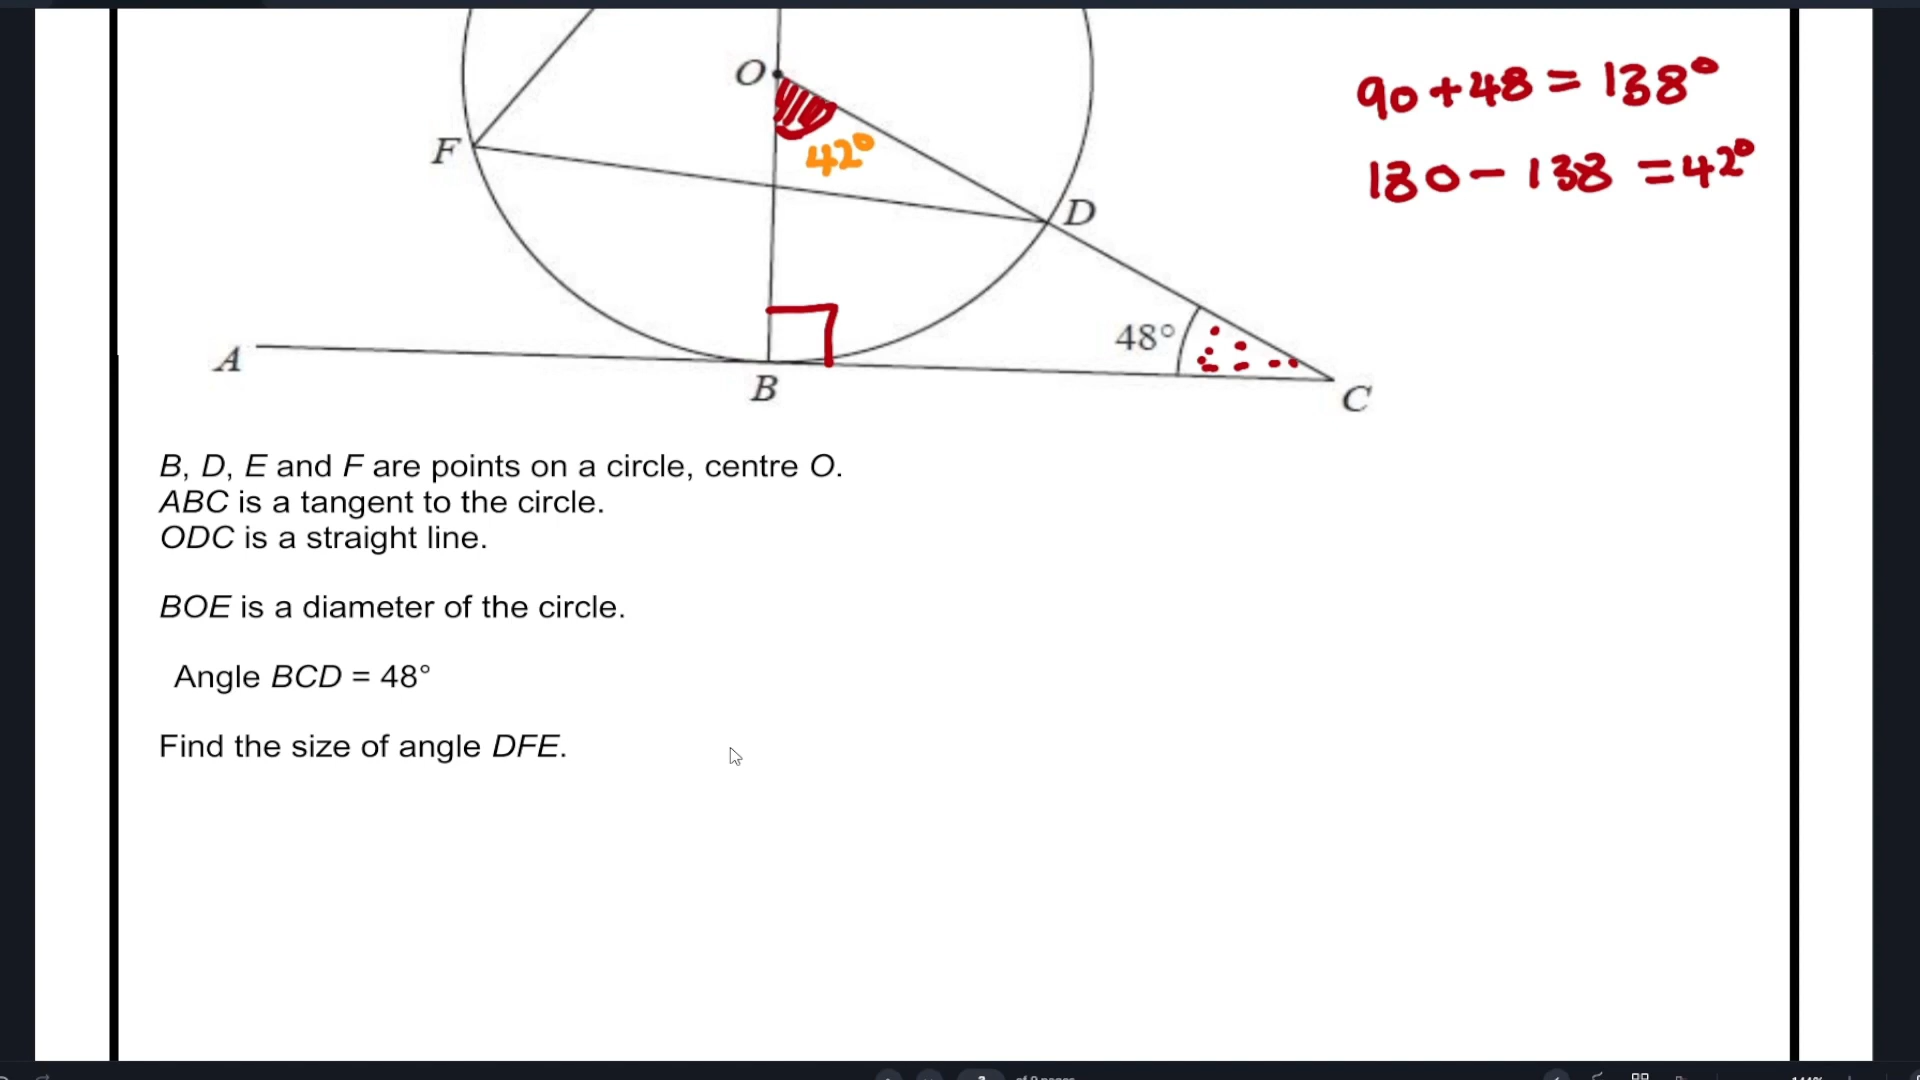 O
90+48 = 138°
F
42°
180 - 138 = 42°
D
48°
A
B
C
B, D, E and F are points on a circle, centre O.
ABC is a tangent to the circle.
ODC is a straight line.
BOE is a diameter of the circle.
Angle BCD = 48°
Find the size of angle DFE.